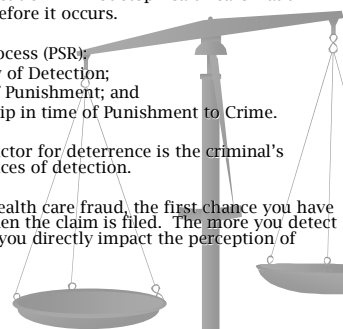 efore it occurs.
ocess (PSR):
y of Detection;
f Punishment; and
ip in time of Punishment to Crime.
ctor for deterrence is the criminal's
ces of detection.
ealth care fraud, the first chance you have
en the claim is filed.  The more you detect
you directly impact the perception of